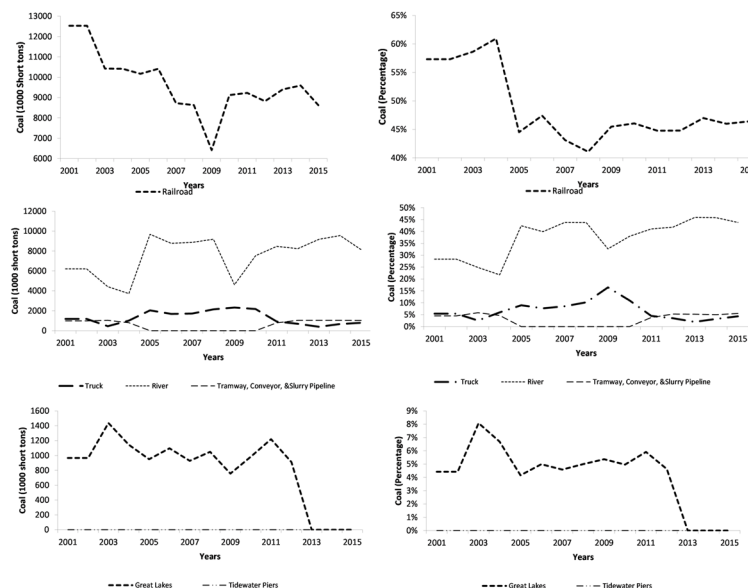 13000
12000
11000
10000
9000
8000
7000
6000
Coal (1000 Short tons)
2001 2003 2005 2007 2009 2011 2013 2015
Years
Railroad
65%
60%
55%
50%
45%
40%
Coal (Percentage)
2001 2003 2005 2007 2009 2011 2013
Years
Railroad
12000
10000
8000
6000
4000
2000
0
Coal (1000 short tons)
2001 2003 2005 2007 2009 2011 2013 2015
Years
Truck River Tramway, Conveyor, &Slurry Pipeline
50%
45%
40%
35%
30%
25%
20%
15%
10%
5%
0%
Coal (Percentage)
2001 2003 2005 2007 2009 2011 2013 2015
Years
Truck River Tramway, Conveyor, &Slurry Pipeline
1600
1400
1200
1000
800
600
400
200
0
Coal (1000 short tons)
2001 2003 2005 2007 2009 2011 2013 2015
Years
Great Lakes Tidewater Piers
9%
8%
7%
6%
5%
4%
3%
2%
1%
0%
Coal (Percentage)
2001 2003 2005 2007 2009 2011 2013 2015
Years
Great Lakes Tidewater Piers